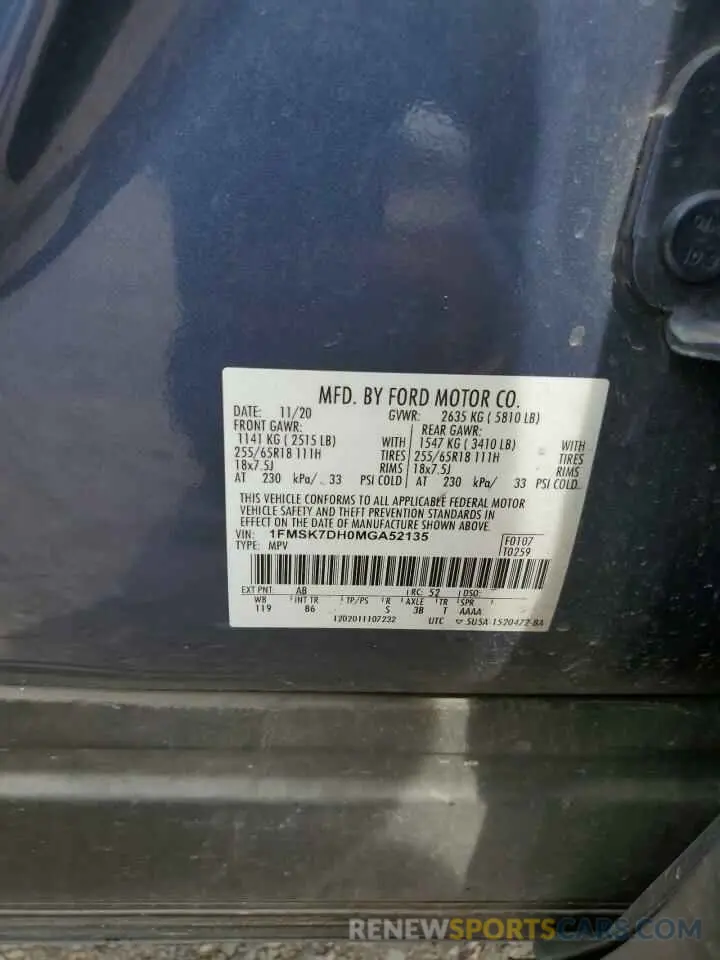 MFD. BY FORD MOTOR CO.
DATE: 11/20 GVWR: 2635 KG ( 5810 LB)
FRONT GAWR: REAR GAWR:
1141 KG ( 2515 LB) WITH 1547 KG ( 3410 LB) WITH
255/65R18 111H TIRES 255/65R18 111H TIRES
18x7.5J RIMS 18x7.5J RIMS
AT 230 kPa/ 33 PSI COLD AT 230 kPa/ 33 PSI COLD
THIS VEHICLE CONFORMS TO ALL APPLICABLE FEDERAL MOTOR
VEHICLE SAFETY AND THEFT PREVENTION STANDARDS IN
EFFECT ON THE DATE OF MANUFACTURE SHOWN ABOVE.
VIN: 1FMSK7DH0MGA52135 F0107
TYPE: MPV T0259
EXT PNT: AB RC: 52 DSO:
WB INT TR TP/PS R AXLE TR SPR
119 86 S 3B T AAAA
1202011107232 UTC 5U5A-1520472-BA
RENEWSPORTSCARS.COM